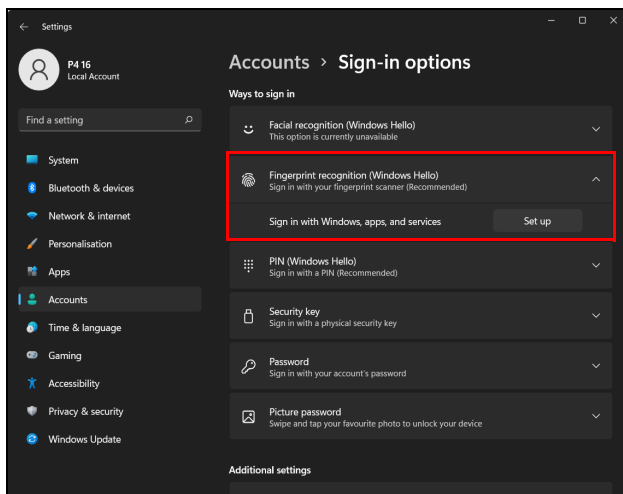 Settings
P4 16
Local Account
Find a setting
System
Bluetooth & devices
Network & internet
Personalisation
Apps
Accounts
Time & language
Gaming
Accessibility
Privacy & security
Windows Update
Accounts › Sign-in options
Ways to sign in
Facial recognition (Windows Hello)
This option is currently unavailable
Fingerprint recognition (Windows Hello)
Sign in with your fingerprint scanner (Recommended)
Sign in with Windows, apps, and services
Set up
PIN (Windows Hello)
Sign in with a PIN (Recommended)
Security key
Sign in with a physical security key
Password
Sign in with your account's password
Picture password
Swipe and tap your favourite photo to unlock your device
Additional settings